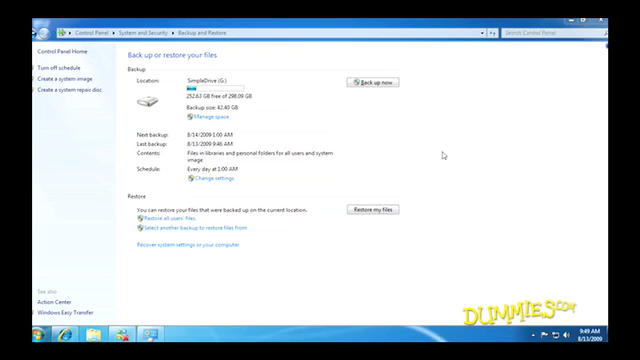 Control Panel ▸ System and Security ▸ Backup and Restore
Search Control Panel
Control Panel Home
Turn off schedule
Create a system image
Create a system repair disc
Back up or restore your files
Backup
Location:
SimpleDrive (G:)
252.63 GB free of 298.09 GB
Backup size: 42.40 GB
Manage space
Back up now
Next backup:
8/14/2009 1:00 AM
Last backup:
8/13/2009 9:46 AM
Contents:
Files in libraries and personal folders for all users and system
image
Schedule:
Every day at 1:00 AM
Change settings
Restore
You can restore your files that were backed up on the current location.
Restore my files
Restore all users' files
Select another backup to restore files from
Recover system settings or your computer
See also
Action Center
Windows Easy Transfer
DUMMIES.COM
9:49 AM
8/13/2009